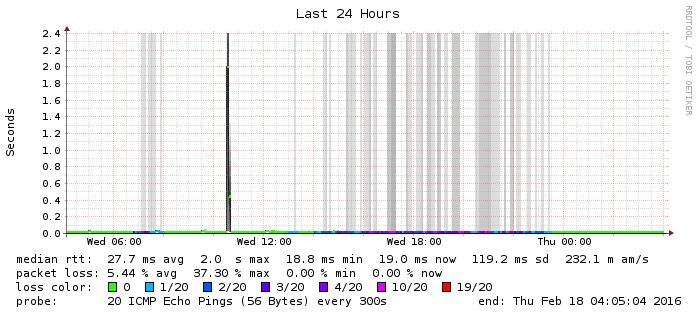 Last 24 Hours
RRDTOOL / TOBI OETIKER
Seconds
2.4
2.2
2.0
1.8
1.6
1.4
1.2
1.0
0.8
0.6
0.4
0.2
0.0
Wed 06:00 Wed 12:00 Wed 18:00 Thu 00:00
median rtt: 27.7 ms avg 2.0 s max 18.8 ms min 19.0 ms now 119.2 ms sd 232.1 m am/s
packet loss: 5.44 % avg 37.30 % max 0.00 % min 0.00 % now
loss color: 0 1/20 2/20 3/20 4/20 10/20 19/20
probe: 20 ICMP Echo Pings (56 Bytes) every 300s end: Thu Feb 18 04:05:04 2016